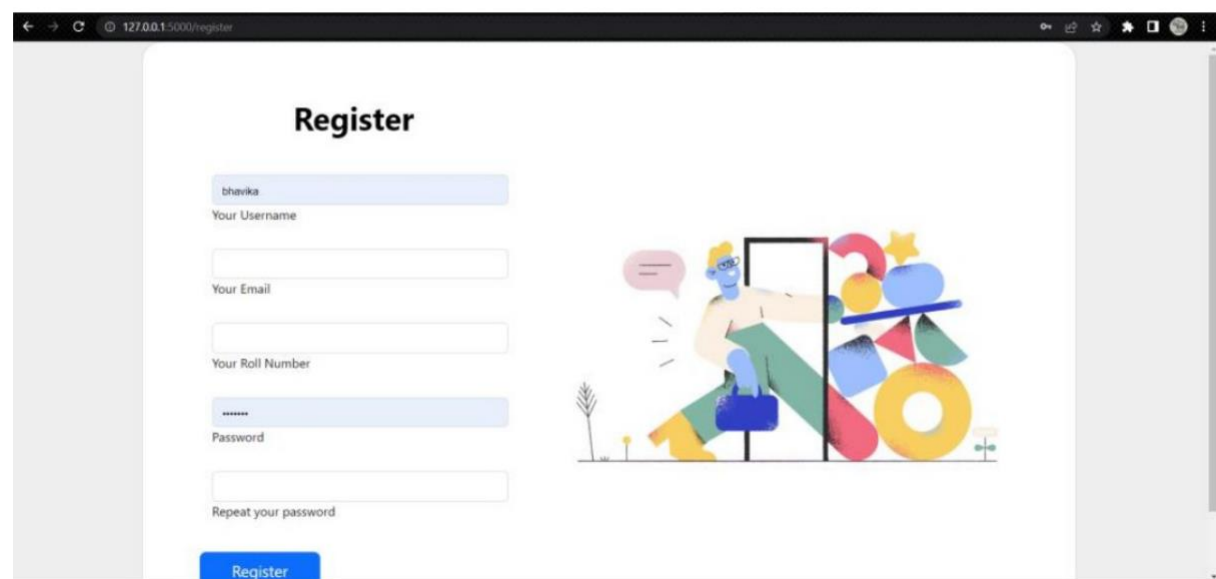 127.0.0.1:5000/register
Register
bhavika
Your Username
Your Email
Your Roll Number
•••••••
Password
Repeat your password
Register